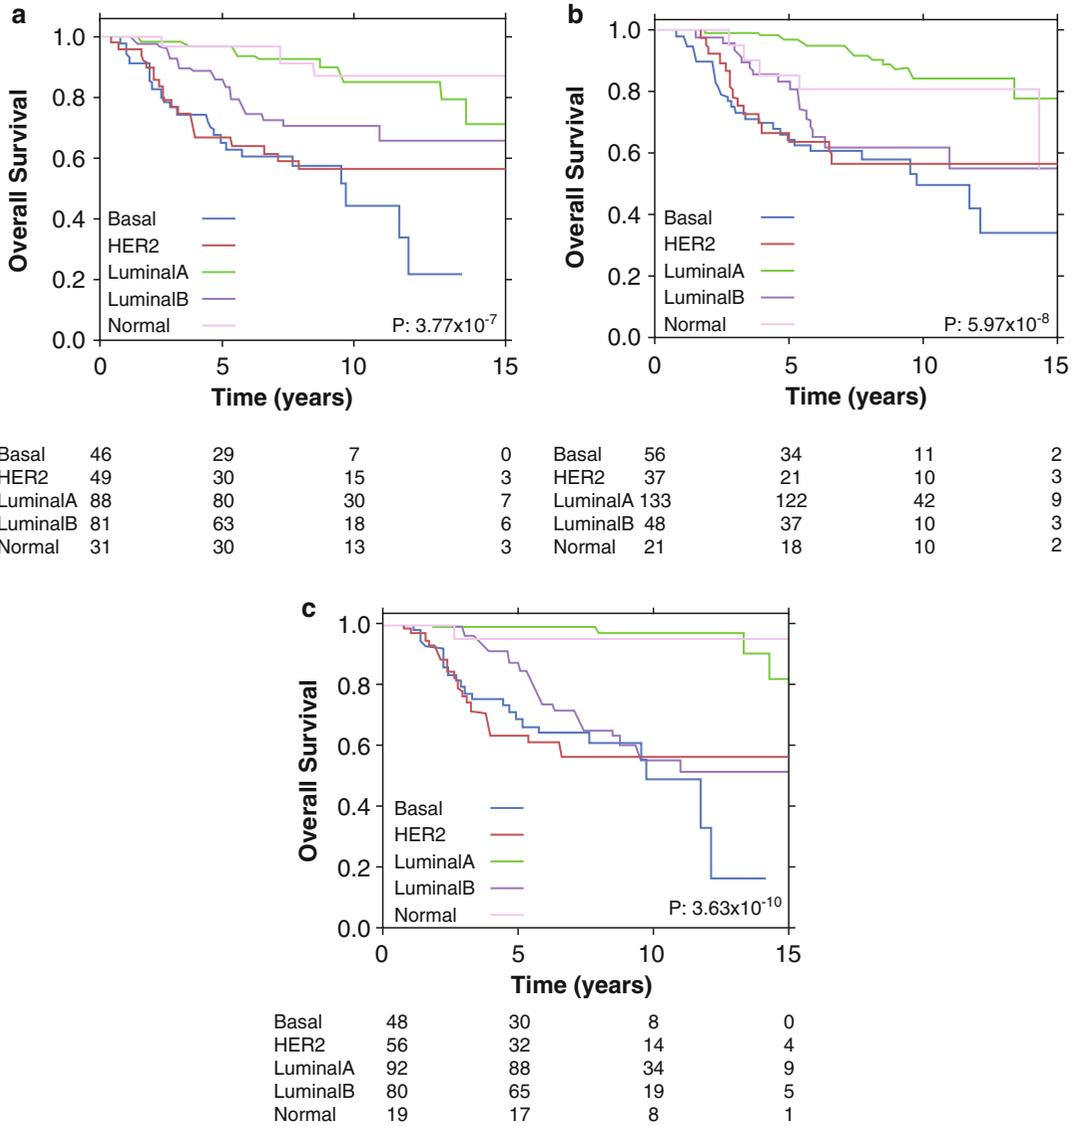 a
1.0
0.8
0.6
0.4
0.2
0.0
Overall Survival
Basal
HER2
LuminalA
LuminalB
Normal
P: 3.77x10-7
0 5 10 15
Time (years)
Basal 46 29 7 0
HER2 49 30 15 3
LuminalA 88 80 30 7
LuminalB 81 63 18 6
Normal 31 30 13 3
b
1.0
0.8
0.6
0.4
0.2
0.0
Overall Survival
Basal
HER2
LuminalA
LuminalB
Normal
P: 5.97x10-8
0 5 10 15
Time (years)
Basal 56 34 11 2
HER2 37 21 10 3
LuminalA 133 122 42 9
LuminalB 48 37 10 3
Normal 21 18 10 2
c
1.0
0.8
0.6
0.4
0.2
0.0
Overall Survival
Basal
HER2
LuminalA
LuminalB
Normal
P: 3.63x10-10
0 5 10 15
Time (years)
Basal 48 30 8 0
HER2 56 32 14 4
LuminalA 92 88 34 9
LuminalB 80 65 19 5
Normal 19 17 8 1